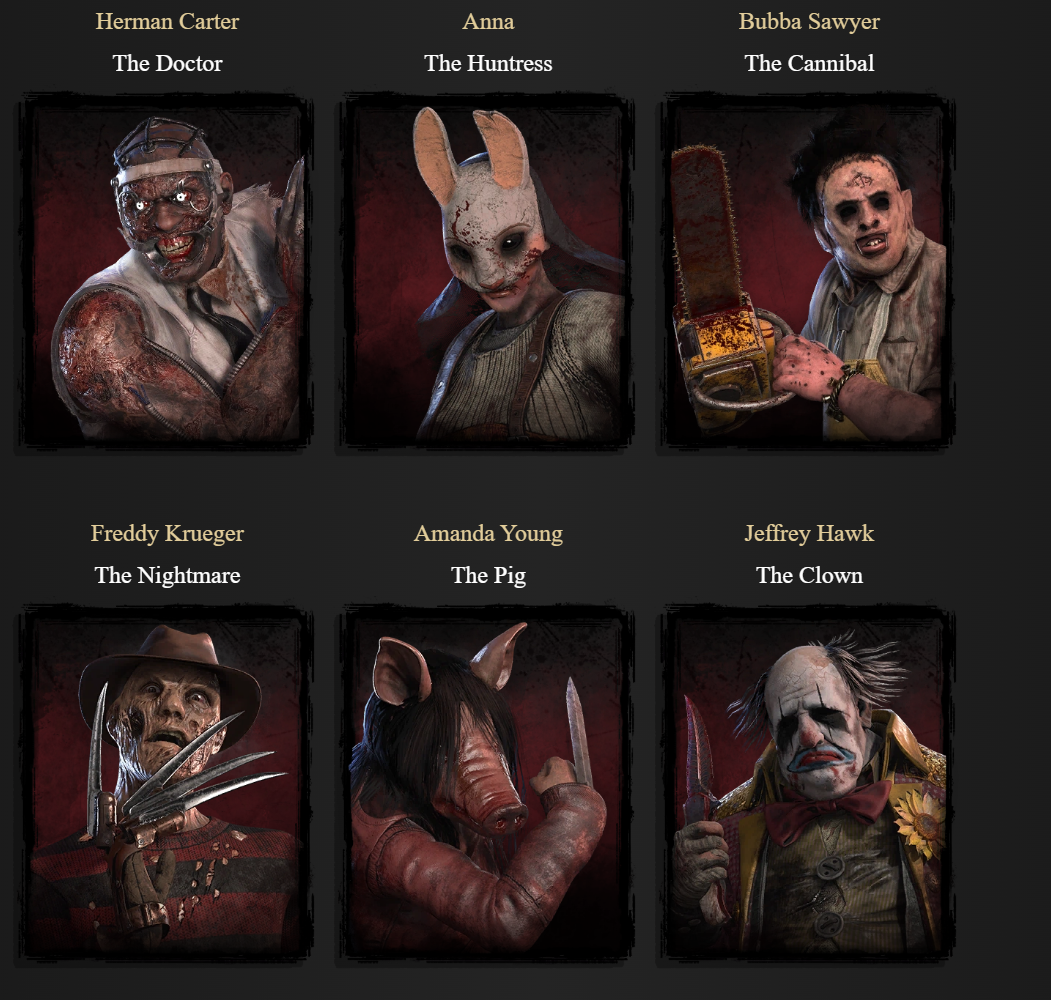 Herman Carter
Anna
Bubba Sawyer
The Doctor
The Huntress
The Cannibal
Freddy Krueger
Amanda Young
Jeffrey Hawk
The Nightmare
The Pig
The Clown